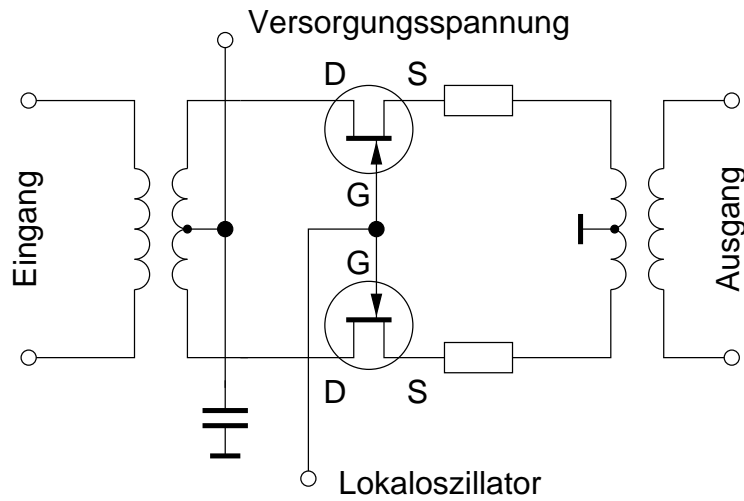 Versorgungsspannung
D
S
Eingang
G
G
Ausgang
D
S
Lokaloszillator